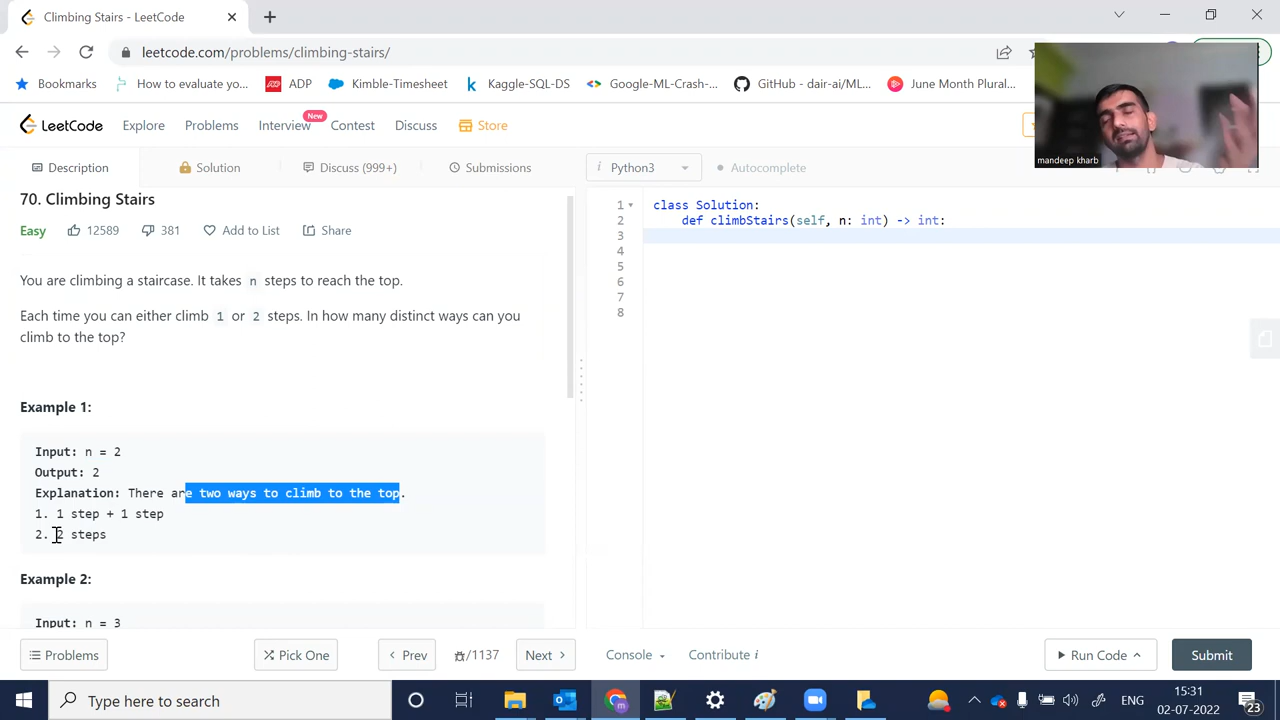 Climbing Stairs - LeetCode
leetcode.com/problems/climbing-stairs/
Bookmarks
How to evaluate yo...
ADP
Kimble-Timesheet
Kaggle-SQL-DS
Google-ML-Crash-...
GitHub - dair-ai/ML...
June Month Plural...
LeetCode
Explore
Problems
Interview
New
Contest
Discuss
Store
mandeep kharb
Description
Solution
Discuss (999+)
Submissions
i Python3
Autocomplete
70. Climbing Stairs
Easy
12589
381
Add to List
Share
You are climbing a staircase. It takes n steps to reach the top.
Each time you can either climb 1 or 2 steps. In how many distinct ways can you
climb to the top?
Example 1:
Input: n = 2
Output: 2
Explanation: There are two ways to climb to the top.
1. 1 step + 1 step
2. 2 steps
Example 2:
Input: n = 3
1 class Solution:
2 def climbStairs(self, n: int) -> int:
3
4
5
6
7
8
Problems
Pick One
Prev
/1137
Next
Console
Contribute i
Run Code
Submit
Type here to search
ENG
15:31
02-07-2022
23